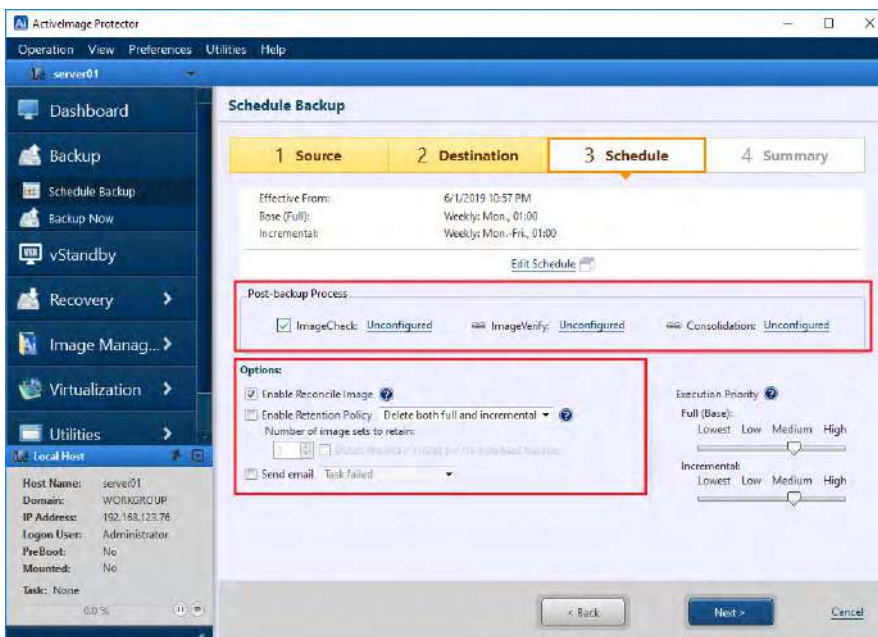 ActiveImage Protector
Operation View Preferences Utilities Help
server01
Dashboard
Backup
Schedule Backup
Backup Now
vStandby
Recovery
Image Manag...
Virtualization
Utilities
Local Host
Host Name: server01
Domain: WORKGROUP
IP Address: 192.168.123.76
Logon User: Administrator
PreBoot: No
Mounted: No
Task: None
0.0 %
Schedule Backup
1 Source 2 Destination 3 Schedule 4 Summary
Effective From: 6/1/2019 10:57 PM
Base (Full): Weekly: Mon., 01:00
Incremental: Weekly: Mon.-Fri., 01:00
Edit Schedule
Post-backup Process
ImageCheck: Unconfigured ImageVerify: Unconfigured Consolidation: Unconfigured
Options:
Enable Reconcile Image
Enable Retention Policy Delete both full and incremental
Number of image sets to retain:
Send email Task failed
Execution Priority
Full (Base):
Lowest Low Medium High
Incremental:
Lowest Low Medium High
< Back Next > Cancel